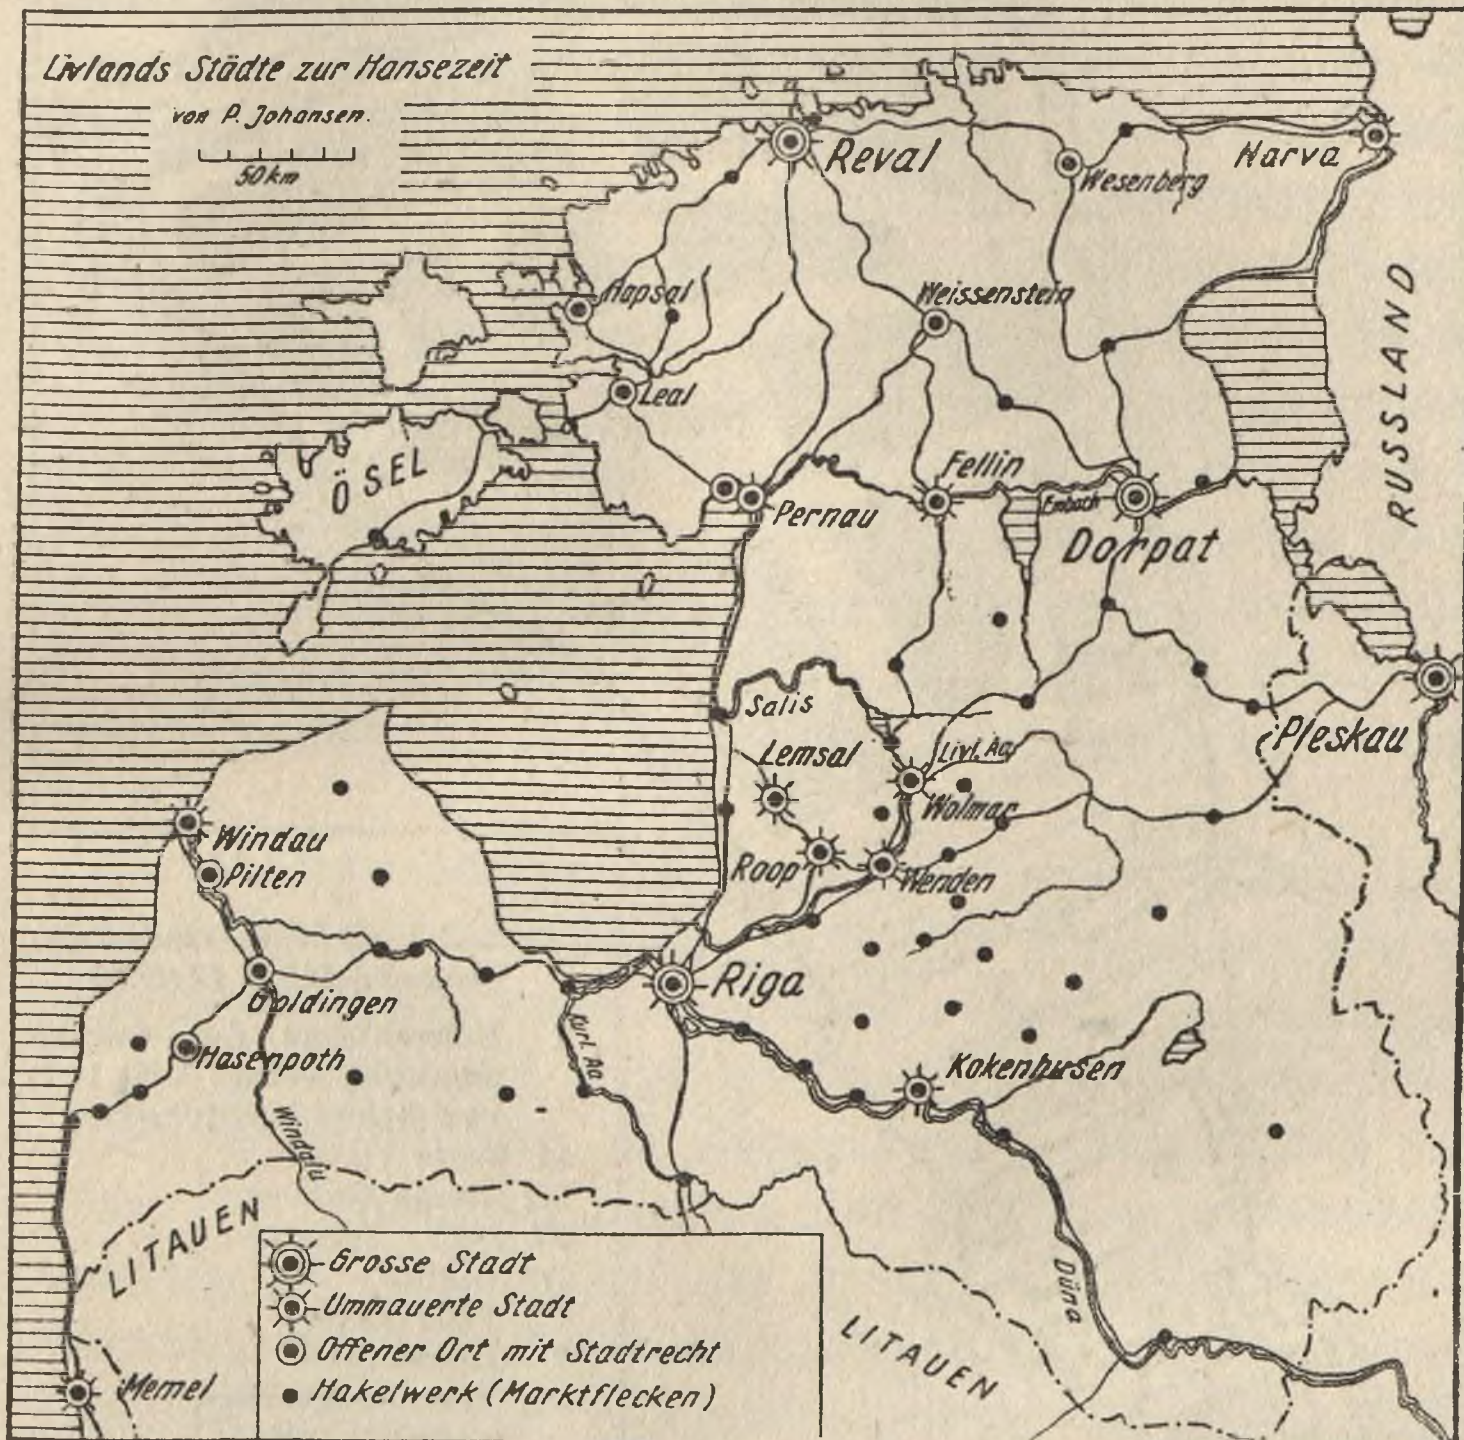 Livlands Städte zur Hansezeit
von P. Johansen.
50 km
Reval
Wesenberg
Narva
Hapsal
Weissenstein
RUSSLAND
Leal
ÖSEL
Fellin
Pernau
Embach
Dorpat
Salis
Lemsal
Livl. Aa
Pleskau
Windau
Wolmar
Pilten
Roop
Wenden
Riga
Goldingen
Kurl. Aa
Hasenpoth
Kokenhusen
Windau
LITAUEN
Düna
LITAUEN
Memel
Grosse Stadt
Ummauerte Stadt
Offener Ort mit Stadtrecht
Hakelwerk (Marktflecken)